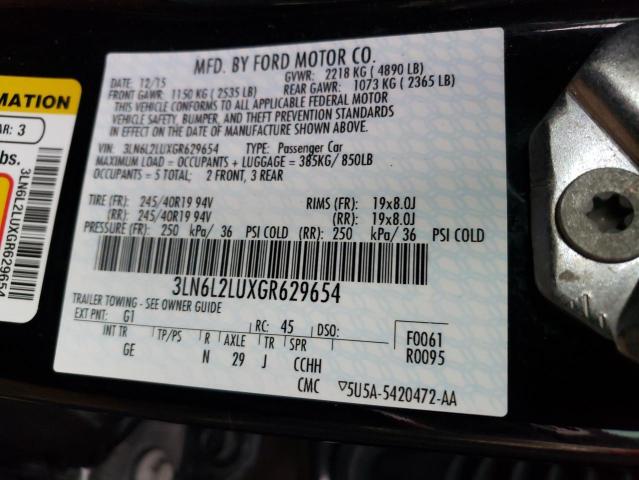 MFD. BY FORD MOTOR CO.
DATE: 12/15 GVWR: 2218 KG ( 4890 LB)
FRONT GAWR: 1150 KG ( 2535 LB) REAR GAWR: 1073 KG ( 2365 LB)
THIS VEHICLE CONFORMS TO ALL APPLICABLE FEDERAL MOTOR
VEHICLE SAFETY, BUMPER, AND THEFT PREVENTION STANDARDS
IN EFFECT ON THE DATE OF MANUFACTURE SHOWN ABOVE.
VIN: 3LN6L2LUXGR629654 TYPE: Passenger Car
MAXIMUM LOAD = OCCUPANTS + LUGGAGE = 385KG/850LB
OCCUPANTS = 5 TOTAL; 2 FRONT, 3 REAR
TIRE (FR): 245/40R19 94V RIMS (FR): 19x8.0J
(RR): 245/40R19 94V (RR): 19x8.0J
PRESSURE (FR): 250 kPa/ 36 PSI COLD (RR): 250 kPa/ 36 PSI COLD
3LN6L2LUXGR629654
TRAILER TOWING - SEE OWNER GUIDE
EXT PNT: G1 RC: 45 DSO: F0061
INT TR TP/PS R AXLE TR SPR R0095
GE N 29 J CCHH
CMC ▽5U5A-5420472-AA
MATION
AR: 3
bs.
3LN6L2LUXGR629654